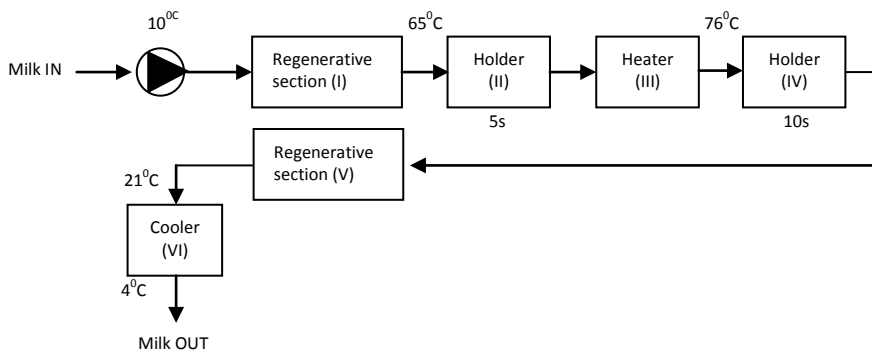 10⁰C
65⁰C
76⁰C
Milk IN
Regenerative
section (I)
Holder
(II)
Heater
(III)
Holder
(IV)
5s
10s
Regenerative
section (V)
21⁰C
Cooler
(VI)
4⁰C
Milk OUT